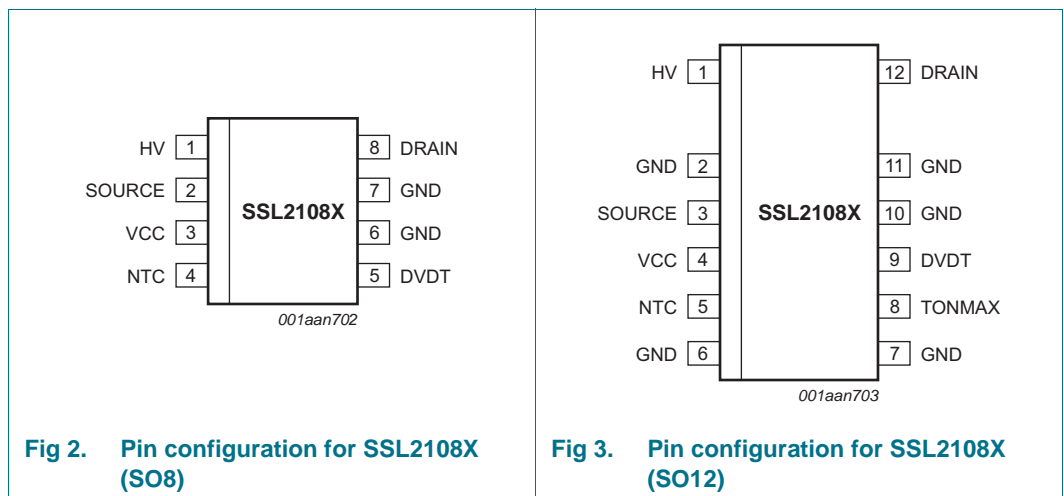 HV 1
8 DRAIN
SOURCE 2
7 GND
SSL2108X
VCC 3
6 GND
NTC 4
5 DVDT
001aan702
Fig 2. Pin configuration for SSL2108X
(SO8)
HV 1
12 DRAIN
GND 2
11 GND
SOURCE 3
SSL2108X
10 GND
VCC 4
9 DVDT
NTC 5
8 TONMAX
GND 6
7 GND
001aan703
Fig 3. Pin configuration for SSL2108X
(SO12)